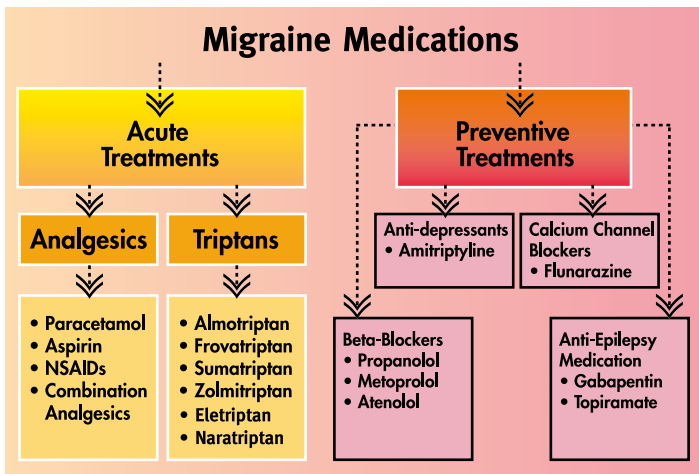 Migraine Medications
Acute
Treatments
Analgesics
• Paracetamol
• Aspirin
• NSAIDs
• Combination
Analgesics
Triptans
• Almotriptan
• Frovatriptan
• Sumatriptan
• Zolmitriptan
• Eletriptan
• Naratriptan
Preventive
Treatments
Anti-depressants
• Amitriptyline
Calcium Channel
Blockers
• Flunarazine
Beta-Blockers
• Propanolol
• Metoprolol
• Atenolol
Anti-Epilepsy
Medication
• Gabapentin
• Topiramate